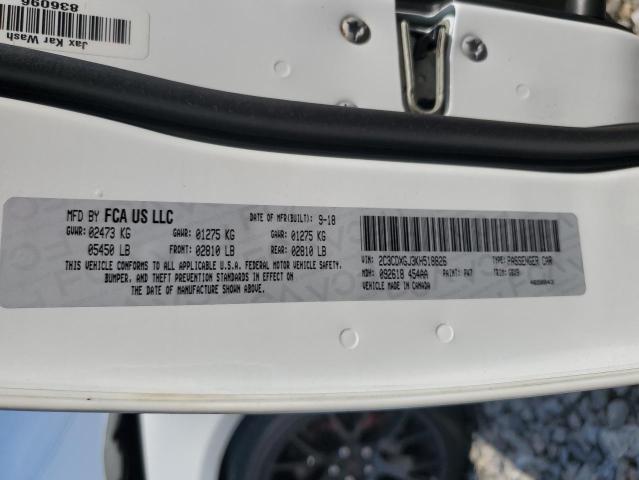 Jax Kar Wash
836096
MFD BY FCA US LLC
DATE OF MFR(BUILT): 9-18
GVWR: 02473 KG
GAWR: 01275 KG
GAWR: 01275 KG
05450 LB
FRONT: 02810 LB
REAR: 02810 LB
THIS VEHICLE CONFORMS TO ALL APPLICABLE U.S.A. FEDERAL MOTOR VEHICLE SAFETY,
BUMPER, AND THEFT PREVENTION STANDARDS IN EFFECT ON
THE DATE OF MANUFACTURE SHOWN ABOVE.
VIN: 2C3CDXGJ3KH518826
TYPE: PASSENGER CAR
MDH: 092618 454AA
PAINT: PW7
TRIM:
VEHICLE MADE IN CANADA